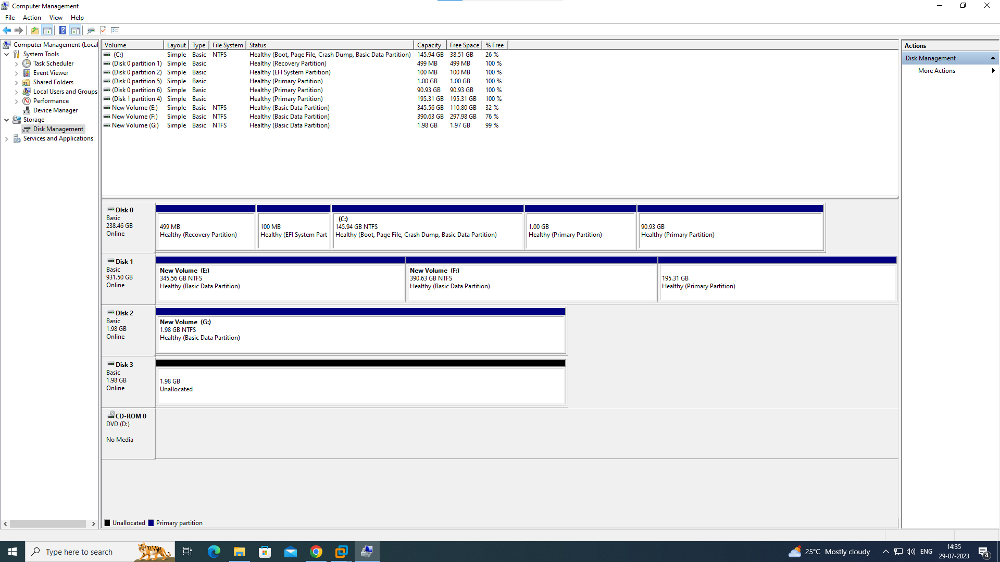 Computer Management
File Action View Help
Computer Management (Local
System Tools
Task Scheduler
Event Viewer
Shared Folders
Local Users and Groups
Performance
Device Manager
Storage
Disk Management
Services and Applications
Volume Layout Type File System Status Capacity Free Space % Free
(C:) Simple Basic NTFS Healthy (Boot, Page File, Crash Dump, Basic Data Partition) 145.94 GB 38.51 GB 26 %
(Disk 0 partition 1) Simple Basic Healthy (Recovery Partition) 499 MB 499 MB 100 %
(Disk 0 partition 2) Simple Basic Healthy (EFI System Partition) 100 MB 100 MB 100 %
(Disk 0 partition 5) Simple Basic Healthy (Primary Partition) 1.00 GB 1.00 GB 100 %
(Disk 0 partition 6) Simple Basic Healthy (Primary Partition) 90.93 GB 90.93 GB 100 %
(Disk 1 partition 4) Simple Basic Healthy (Primary Partition) 195.31 GB 195.31 GB 100 %
New Volume (E:) Simple Basic NTFS Healthy (Basic Data Partition) 345.56 GB 110.80 GB 32 %
New Volume (F:) Simple Basic NTFS Healthy (Basic Data Partition) 390.63 GB 297.98 GB 76 %
New Volume (G:) Simple Basic NTFS Healthy (Basic Data Partition) 1.98 GB 1.97 GB 99 %
Disk 0
Basic
238.46 GB
Online
499 MB
Healthy (Recovery Partition)
100 MB
Healthy (EFI System Part
(C:)
145.94 GB NTFS
Healthy (Boot, Page File, Crash Dump, Basic Data Partition)
1.00 GB
Healthy (Primary Partition)
90.93 GB
Healthy (Primary Partition)
Disk 1
Basic
931.50 GB
Online
New Volume (E:)
345.56 GB NTFS
Healthy (Basic Data Partition)
New Volume (F:)
390.63 GB NTFS
Healthy (Basic Data Partition)
195.31 GB
Healthy (Primary Partition)
Disk 2
Basic
1.98 GB
Online
New Volume (G:)
1.98 GB NTFS
Healthy (Basic Data Partition)
Disk 3
Basic
1.98 GB
Online
1.98 GB
Unallocated
CD-ROM 0
DVD (D:)
No Media
Unallocated Primary partition
Actions
Disk Management
More Actions
Type here to search
25°C Mostly cloudy
ENG
14:35
29-07-2023
4